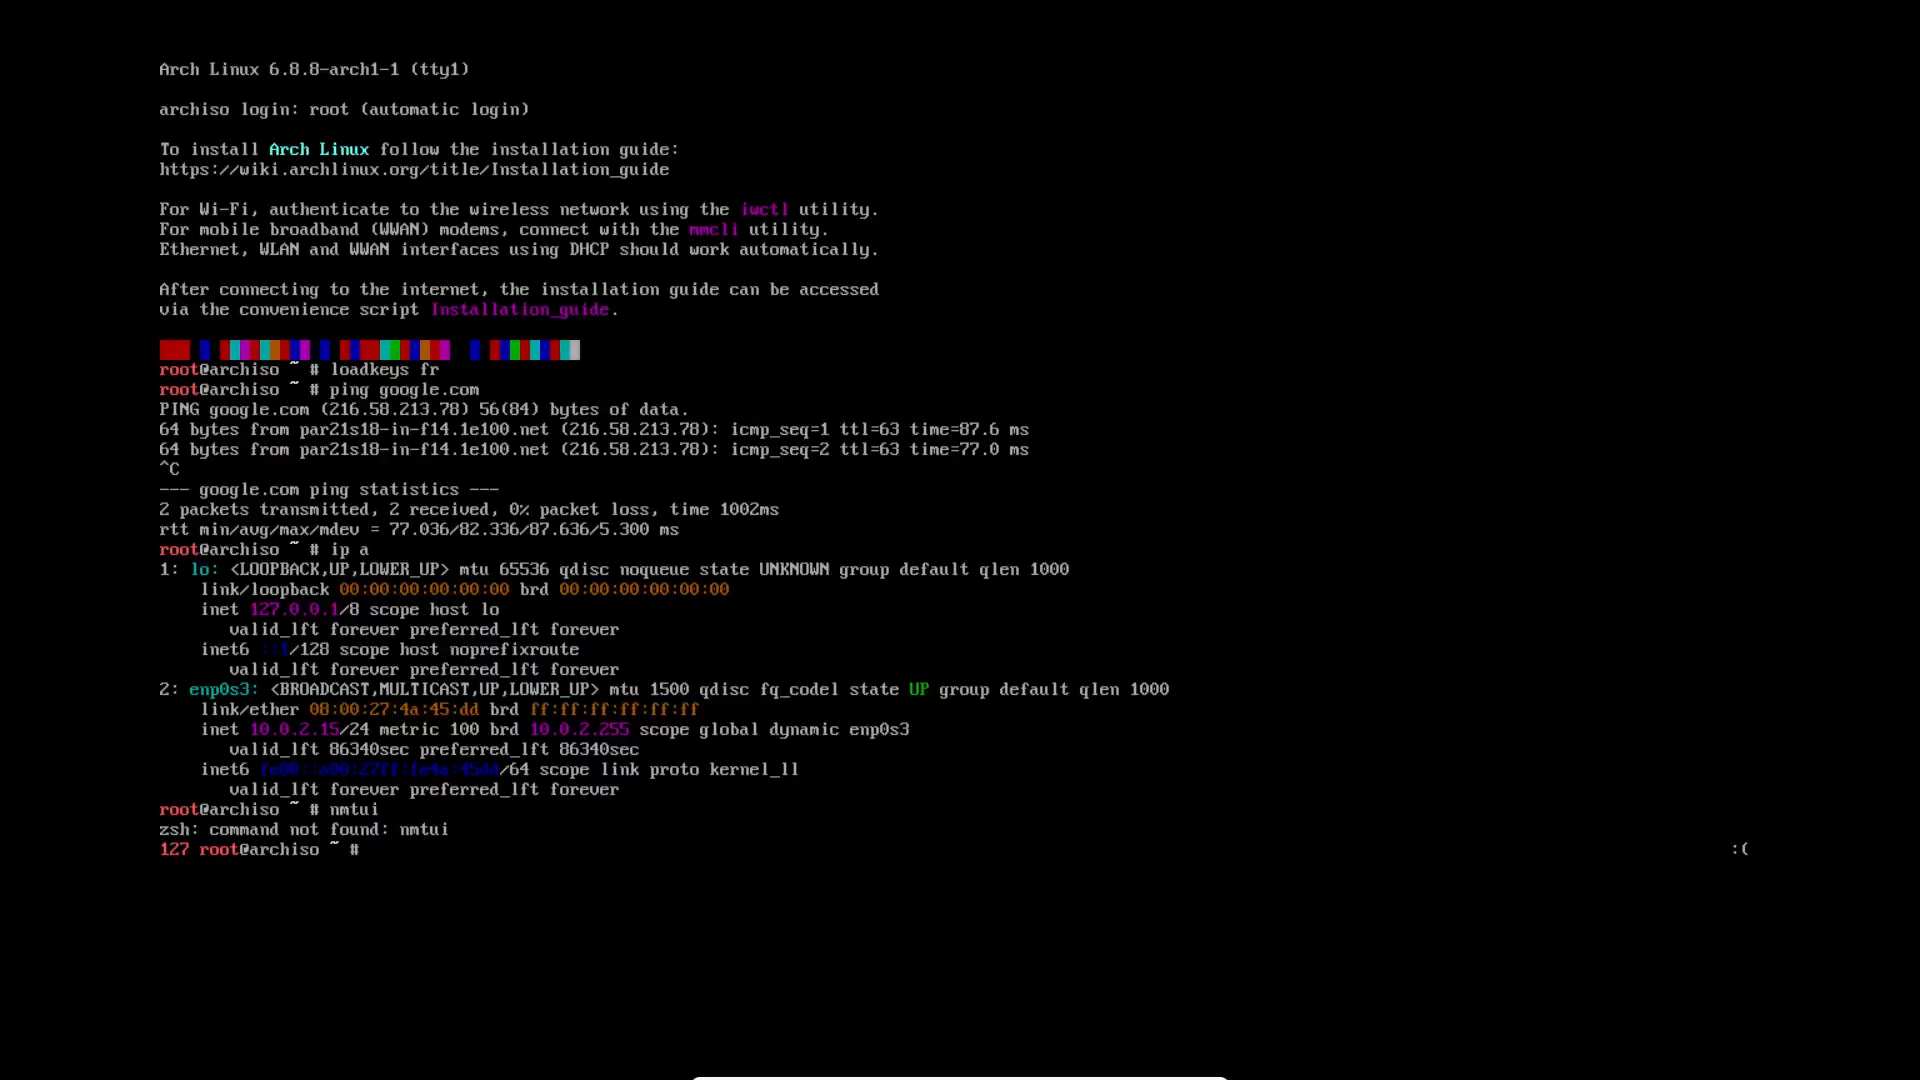 Arch Linux 6.8.8-arch1-1 (tty1)
archiso login: root (automatic login)
To install Arch Linux follow the installation guide:
https://wiki.archlinux.org/title/Installation_guide
For Wi-Fi, authenticate to the wireless network using the iwctl utility.
For mobile broadband (WWAN) modems, connect with the mmcli utility.
Ethernet, WLAN and WWAN interfaces using DHCP should work automatically.
After connecting to the internet, the installation guide can be accessed
via the convenience script Installation_guide.
root@archiso ~ # loadkeys fr
root@archiso ~ # ping google.com
PING google.com (216.58.213.78) 56(84) bytes of data.
64 bytes from par21s18-in-f14.1e100.net (216.58.213.78): icmp_seq=1 ttl=63 time=87.6 ms
64 bytes from par21s18-in-f14.1e100.net (216.58.213.78): icmp_seq=2 ttl=63 time=77.0 ms
^C
--- google.com ping statistics ---
2 packets transmitted, 2 received, 0% packet loss, time 1002ms
rtt min/avg/max/mdev = 77.036/82.336/87.636/5.300 ms
root@archiso ~ # ip a
1: lo: <LOOPBACK,UP,LOWER_UP> mtu 65536 qdisc noqueue state UNKNOWN group default qlen 1000
link/loopback 00:00:00:00:00:00 brd 00:00:00:00:00:00
inet 127.0.0.1/8 scope host lo
valid_lft forever preferred_lft forever
inet6 ::1/128 scope host noprefixroute
valid_lft forever preferred_lft forever
2: enp0s3: <BROADCAST,MULTICAST,UP,LOWER_UP> mtu 1500 qdisc fq_codel state UP group default qlen 1000
link/ether 08:00:27:4a:45:dd brd ff:ff:ff:ff:ff:ff
inet 10.0.2.15/24 metric 100 brd 10.0.2.255 scope global dynamic enp0s3
valid_lft 86340sec preferred_lft 86340sec
inet6 fe80::a00:27ff:fe4a:45dd/64 scope link proto kernel_ll
valid_lft forever preferred_lft forever
root@archiso ~ # nmtui
zsh: command not found: nmtui
127 root@archiso ~ # :(